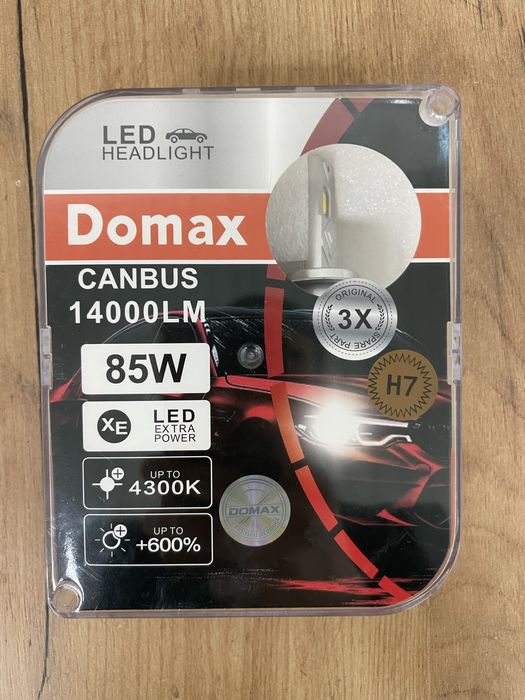 LED
HEADLIGHT
Domax
CANBUS
14000LM
ORIGINAL
3X
SPARE PART
85W
H7
XE
LED
EXTRA
POWER
UP TO
4300K
DOMAX
UP TO
+600%